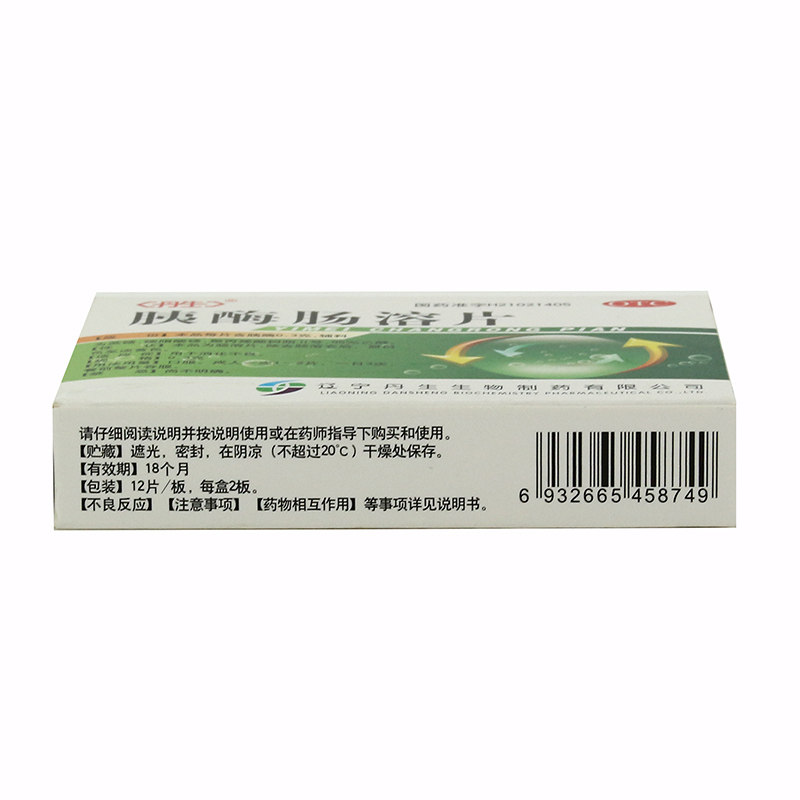 丹生®
国药准字H21021405
OTC
胰酶肠溶片
YIMEI CHANGRONG PIAN
辽宁丹生生物制药有限公司
LIAONING DANSHENG BIOCHEMISTRY PHARMACEUTICAL CO.,LTD
请仔细阅读说明并按说明使用或在药师指导下购买和使用。
【贮藏】遮光，密封，在阴凉（不超过20℃）干燥处保存。
【有效期】18个月
【包装】12片/板，每盒2板。
【不良反应】【注意事项】【药物相互作用】等事项详见说明书。
6 932665 458749